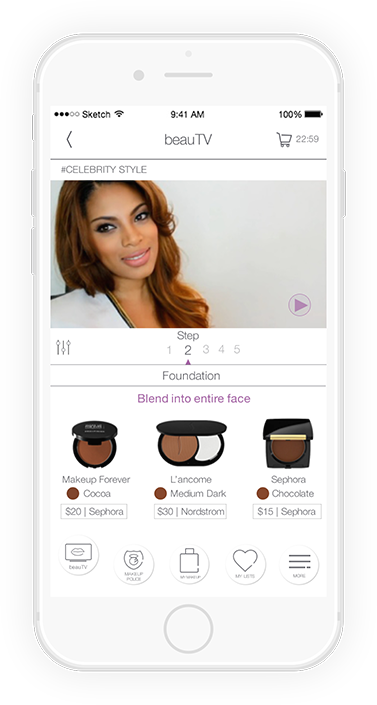 Sketch 9:41 AM 100%
beauTV 22:59
#CELEBRITY STYLE
Step
1 2 3 4 5
Foundation
Blend into entire face
Makeup Forever L'ancome Sephora
Cocoa Medium Dark Chocolate
$20 | Sephora $30 | Nordstrom $15 | Sephora
beauTV MAKEUP POLICE MY MAKEUP MY LISTS MORE